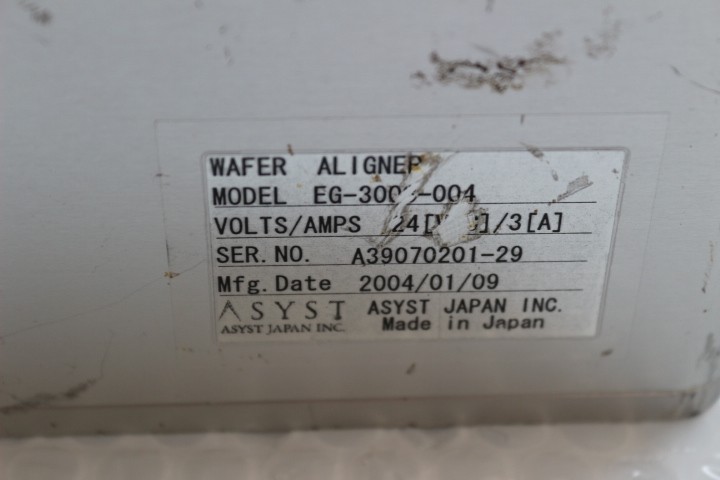 WAFER ALIGNER
MODEL
VOLTS/AMPS
SER.NO. A39070201-29
Mfg.Date 2004/01/09
ASYST ASYST JAPAN INC.
ASYST JAPAN INC. Made in Japan